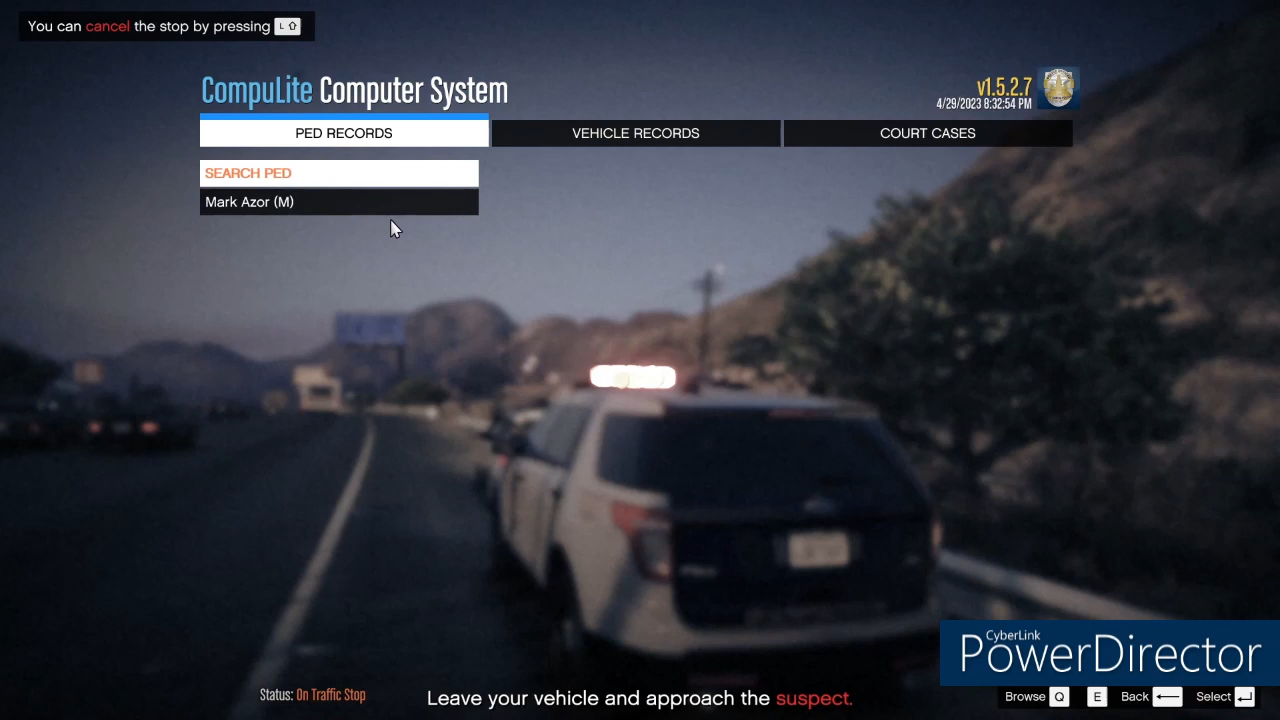 You can cancel the stop by pressing L ⇧
CompuLite Computer System
v1.5.2.7
4/29/2023 8:32:54 PM
PED RECORDS
VEHICLE RECORDS
COURT CASES
SEARCH PED
Mark Azor (M)
CyberLink
PowerDirector
Status: On Traffic Stop
Leave your vehicle and approach the suspect.
Browse Q E Back Select